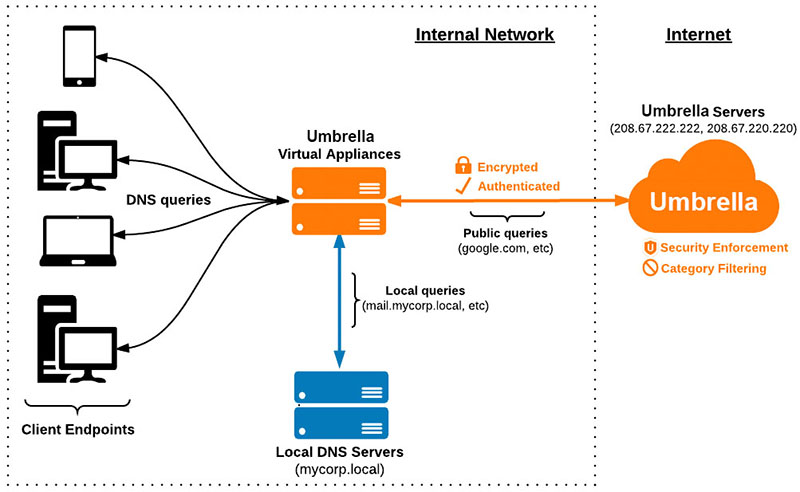 Internal Network
Internet
Umbrella Servers
(208.67.222.222, 208.67.220.220)
Umbrella
Virtual Appliances
Encrypted
Authenticated
DNS queries
Umbrella
Public queries
(google.com, etc)
Security Enforcement
Category Filtering
Local queries
(mail.mycorp.local, etc)
Client Endpoints
Local DNS Servers
(mycorp.local)